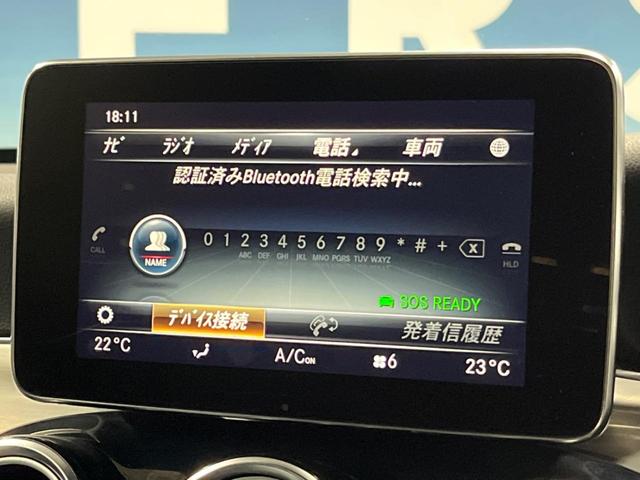 18:11
ナビ ラジオ メディア 電話 車両
認証済みBluetooth電話検索中...
0 1 2 3 4 5 6 7 8 9 * # +
ABC DEF GHI JKL MNO PQRS TUV WXYZ
CALL
NAME
HLD
SOS READY
デバイス接続 発着信履歴
22°C A/C ON 6 23°C